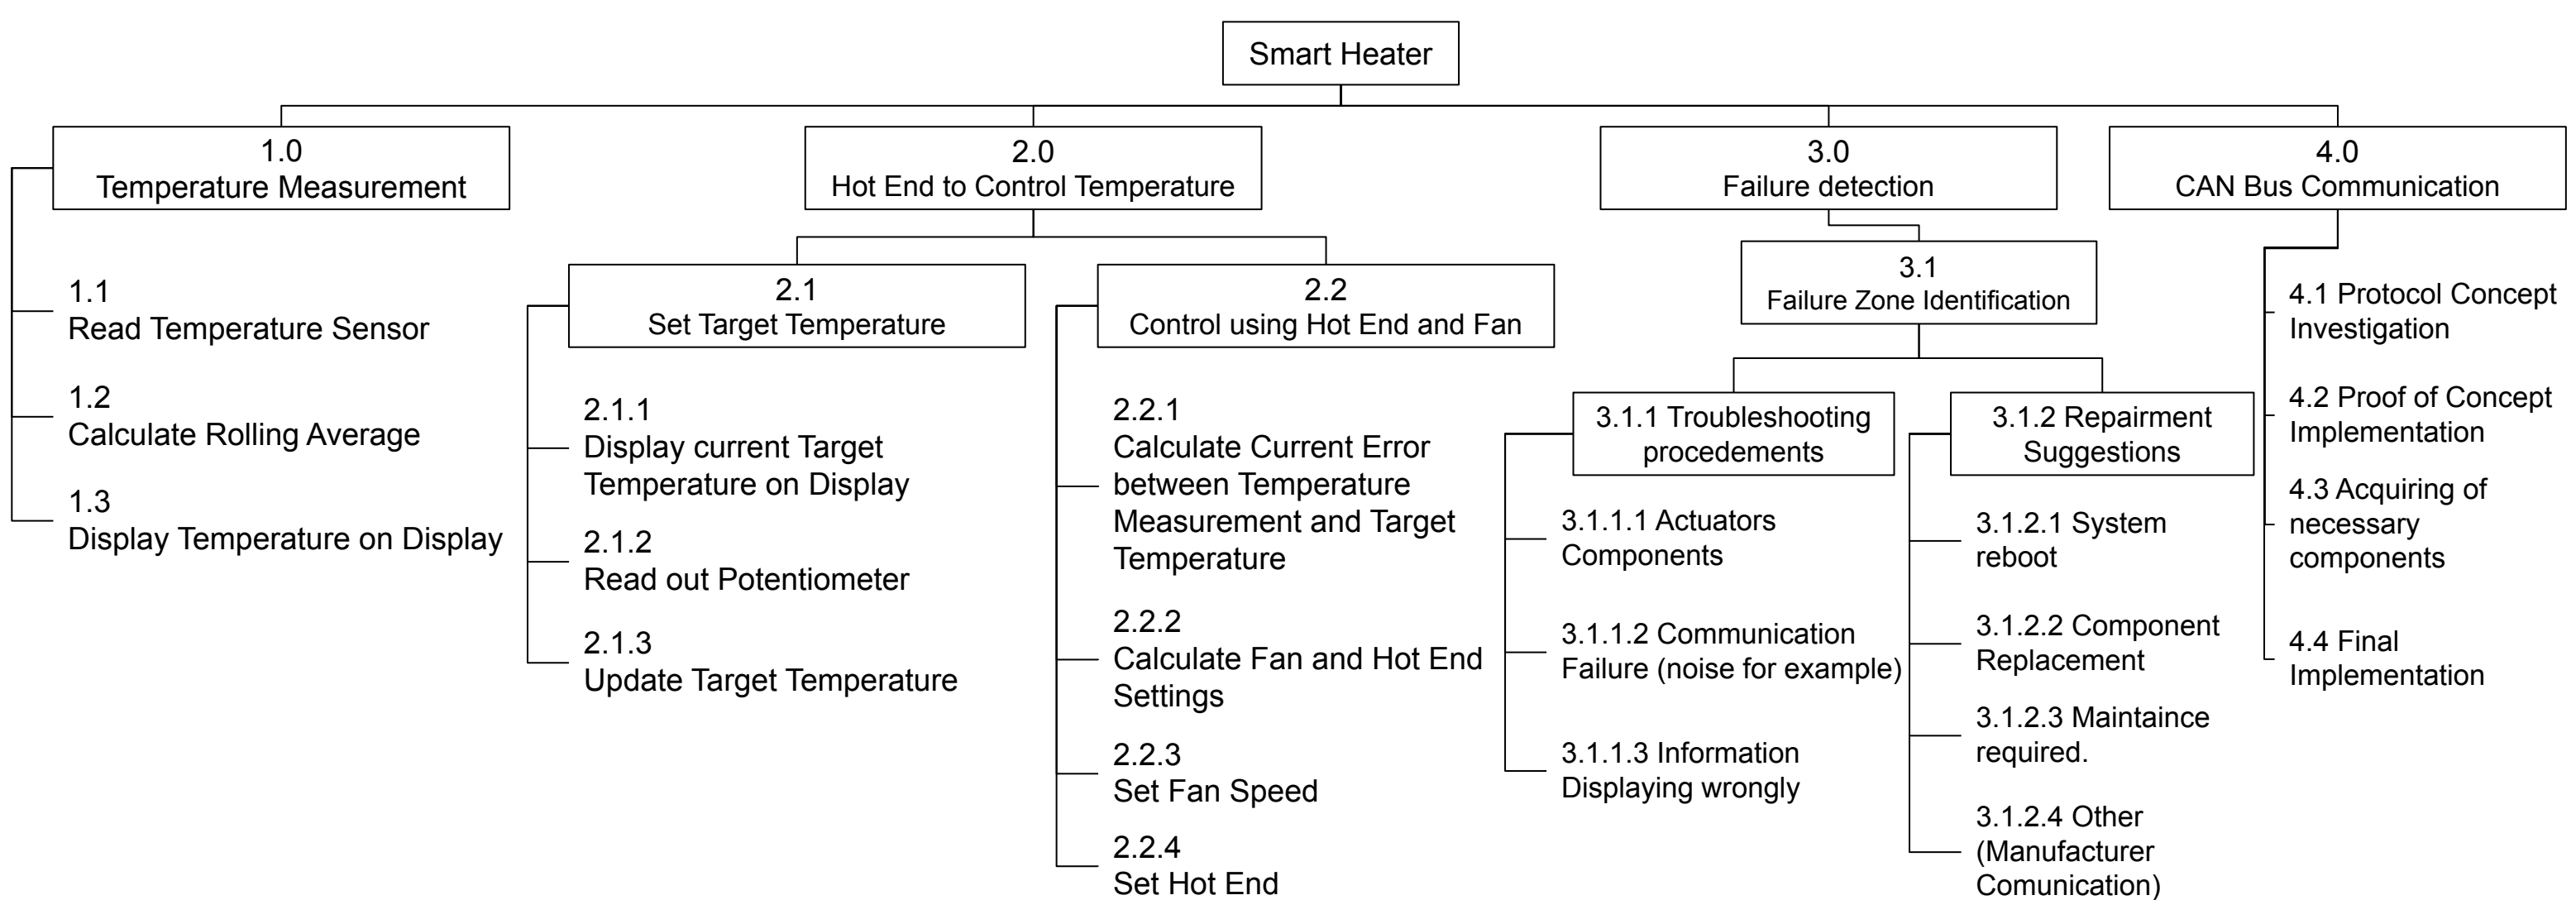 Smart Heater
1.0
Temperature Measurement
1.1
Read Temperature Sensor
1.2
Calculate Rolling Average
1.3
Display Temperature on Display
2.0
Hot End to Control Temperature
2.1
Set Target Temperature
2.1.1
Display current Target
Temperature on Display
2.1.2
Read out Potentiometer
2.1.3
Update Target Temperature
2.2
Control using Hot End and Fan
2.2.1
Calculate Current Error
between Temperature
Measurement and Target
Temperature
2.2.2
Calculate Fan and Hot End
Settings
2.2.3
Set Fan Speed
2.2.4
Set Hot End
3.0
Failure detection
3.1
Failure Zone Identification
3.1.1 Troubleshooting
procedements
3.1.1.1 Actuators
Components
3.1.1.2 Communication
Failure (noise for example)
3.1.1.3 Information
Displaying wrongly
3.1.2 Repairment
Suggestions
3.1.2.1 System
reboot
3.1.2.2 Component
Replacement
3.1.2.3 Maintaince
required.
3.1.2.4 Other
(Manufacturer
Comunication)
4.0
CAN Bus Communication
4.1 Protocol Concept
Investigation
4.2 Proof of Concept
Implementation
4.3 Acquiring of
necessary
components
4.4 Final
Implementation